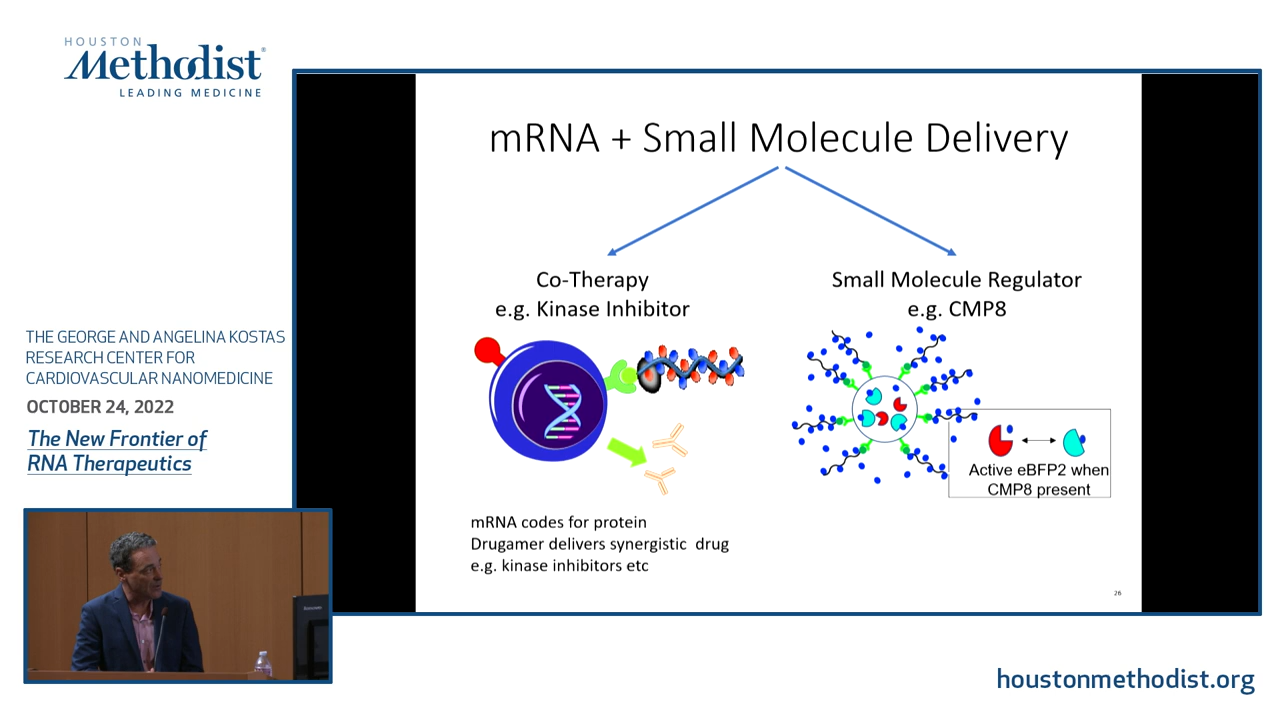 HOUSTON
Methodist®
LEADING MEDICINE
THE GEORGE AND ANGELINA KOSTAS
RESEARCH CENTER FOR
CARDIOVASCULAR NANOMEDICINE
OCTOBER 24, 2022
The New Frontier of
RNA Therapeutics
mRNA + Small Molecule Delivery
Co-Therapy
e.g. Kinase Inhibitor
Small Molecule Regulator
e.g. CMP8
Active eBFP2 when
CMP8 present
mRNA codes for protein
Drugamer delivers synergistic drug
e.g. kinase inhibitors etc
26
houstonmethodist.org